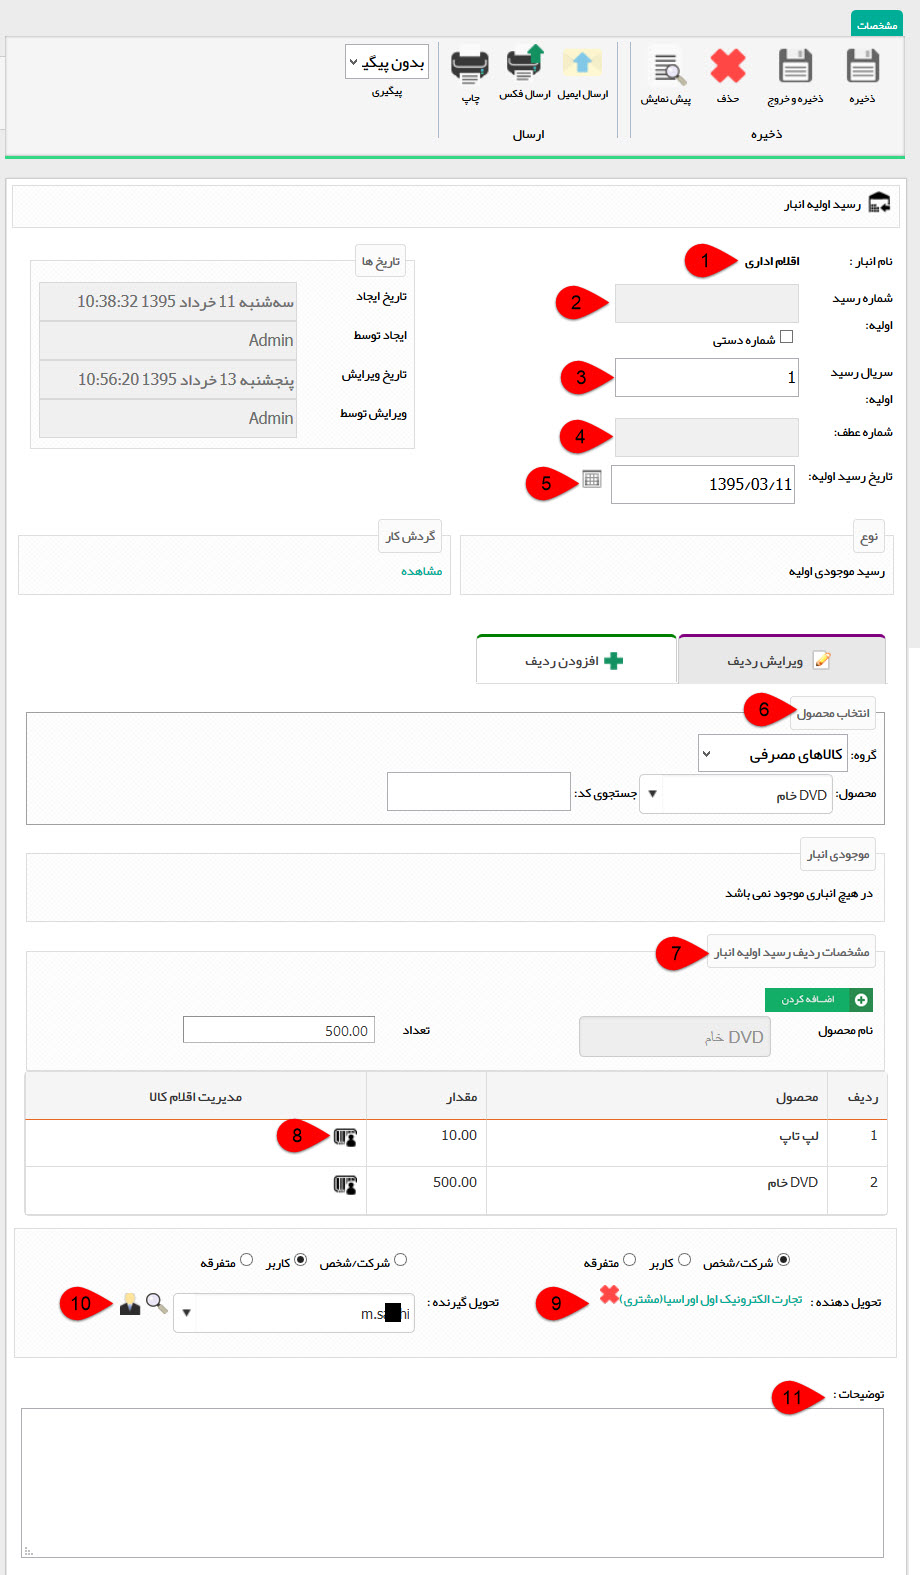 مشخصات
ذخیره
ذخیره و خروج
حذف
پیش نمایش
ذخیره
ارسال ایمیل
ارسال فکس
چاپ
ارسال
بدون پیگی
پیگیری
رسید اولیه انبار
نام انبار :
اقلام اداری
1
شماره رسید اولیه:
2
شماره دستی
سریال رسید اولیه:
1
3
شماره عطف:
4
تاریخ رسید اولیه:
1395/03/11
5
تاریخ ها
تاریخ ایجاد
سه‌شنبه 11 خرداد 1395 10:38:32
ایجاد توسط
Admin
تاریخ ویرایش
پنجشنبه 13 خرداد 1395 10:56:20
ویرایش توسط
Admin
نوع
رسید موجودی اولیه
گردش کار
مشاهده
ویرایش ردیف
افزودن ردیف
انتخاب محصول
6
گروه:
کالاهای مصرفی
محصول:
DVD خام
جستجوی کد:
موجودی انبار
در هیچ انباری موجود نمی باشد
مشخصات ردیف رسید اولیه انبار
7
اضـافه کردن
نام محصول
DVD خام
تعداد
500.00
ردیف محصول مقدار مدیریت اقلام کالا
1 لپ تاپ 10.00 8
2 DVD خام 500.00
شرکت/شخص کاربر متفرقه
تحویل دهنده :
تجارت الکترونیک اول اوراسیا(مشتری)
9
شرکت/شخص کاربر متفرقه
تحویل گیرنده :
10
توضیحات :
11